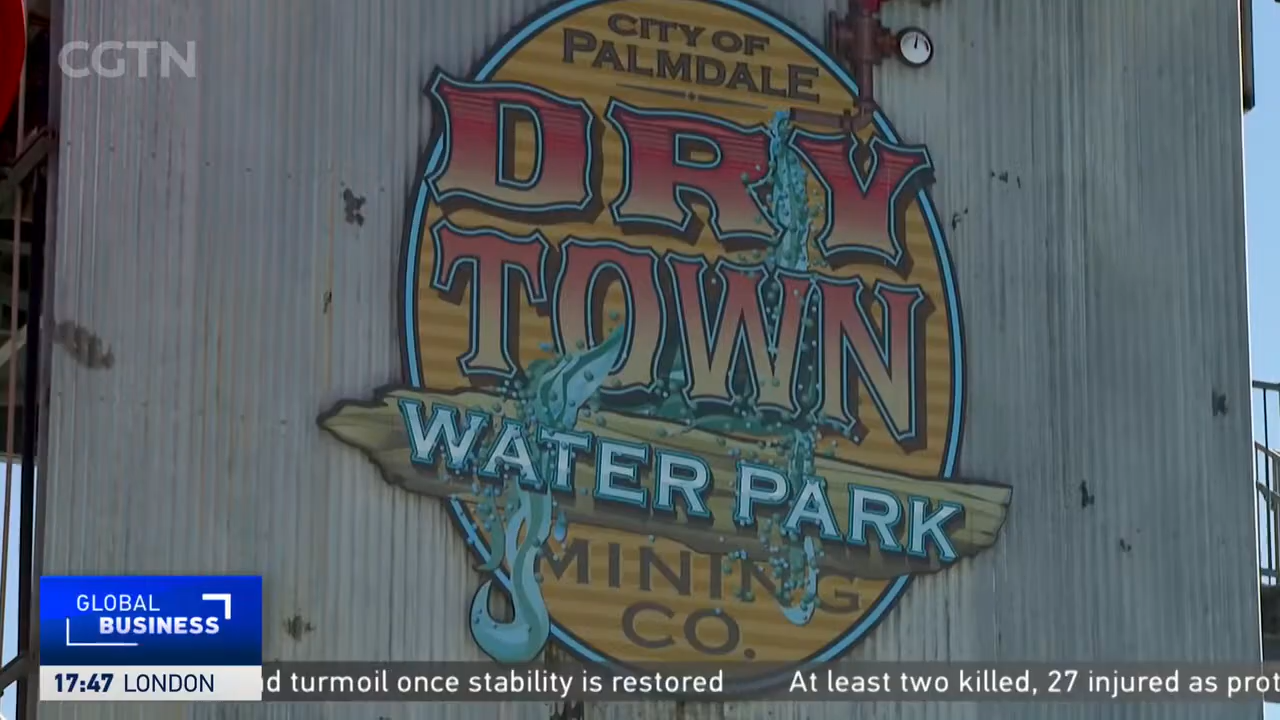 CGTN
CITY OF
PALMDALE
DRY
TOWN
WATER PARK
MINING
CO.
GLOBAL
BUSINESS
17:47 LONDON
d turmoil once stability is restored
At least two killed, 27 injured as prot